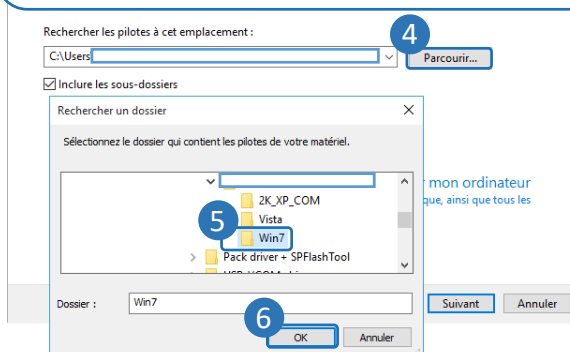 Rechercher les pilotes à cet emplacement :
4
C:\Users
Parcourir...
Inclure les sous-dossiers
Rechercher un dossier
Sélectionnez le dossier qui contient les pilotes de votre matériel.
mon ordinateur
que, ainsi que tous les
2K_XP_COM
5
Vista
Win7
Pack driver + SPFlashTool
Dossier :
Win7
6
OK
Annuler
Suivant
Annuler